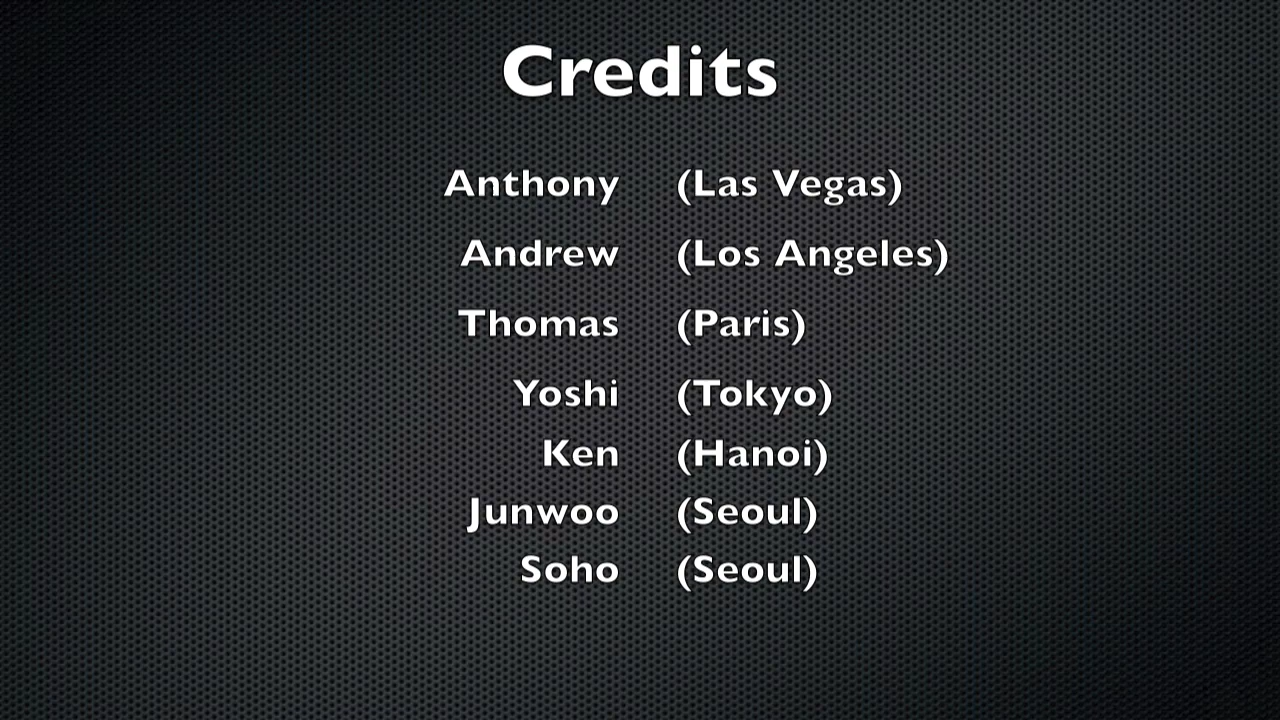 Credits
Anthony (Las Vegas)
Andrew (Los Angeles)
Thomas (Paris)
Yoshi (Tokyo)
Ken (Hanoi)
Junwoo (Seoul)
Soho (Seoul)